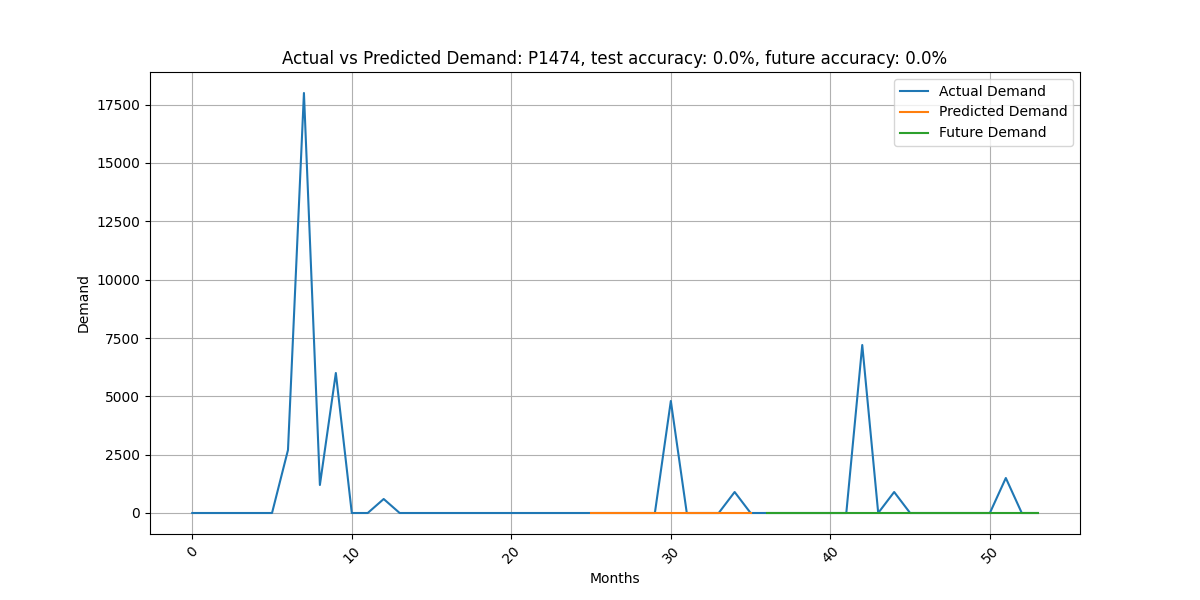 Actual vs Predicted Demand: P1474, test accuracy: 0.0%, future accuracy: 0.0%
Actual Demand
Predicted Demand
Future Demand
17500
15000
12500
10000
7500
5000
2500
0
Demand
0 10 20 30 40 50
Months